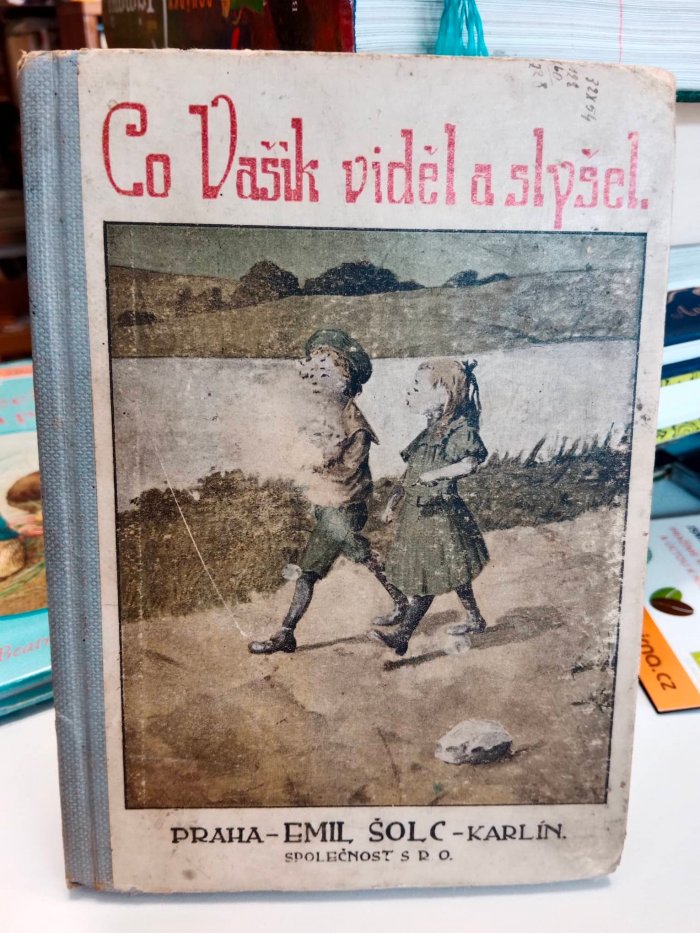 Co Vašík viděl a slyšel.
PRAHA-EMIL ŠOLC-KARLÍN.
SPOLEČNOST S R. O.